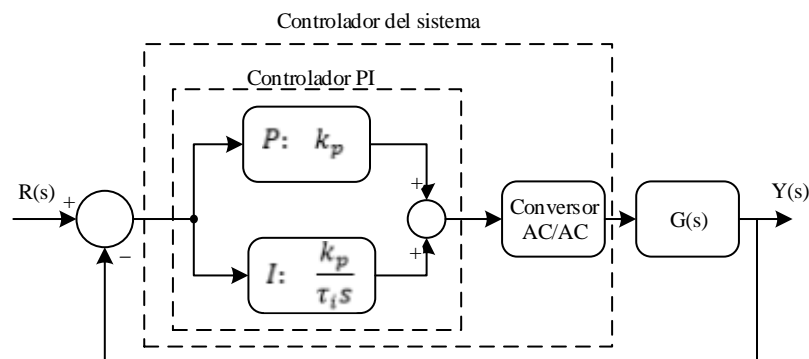 Controlador del sistema
Controlador PI
P: k_p
R(s)
+
+
Y(s)
Conversor
AC/AC
G(s)
−
+
I: k_p/τ_i s